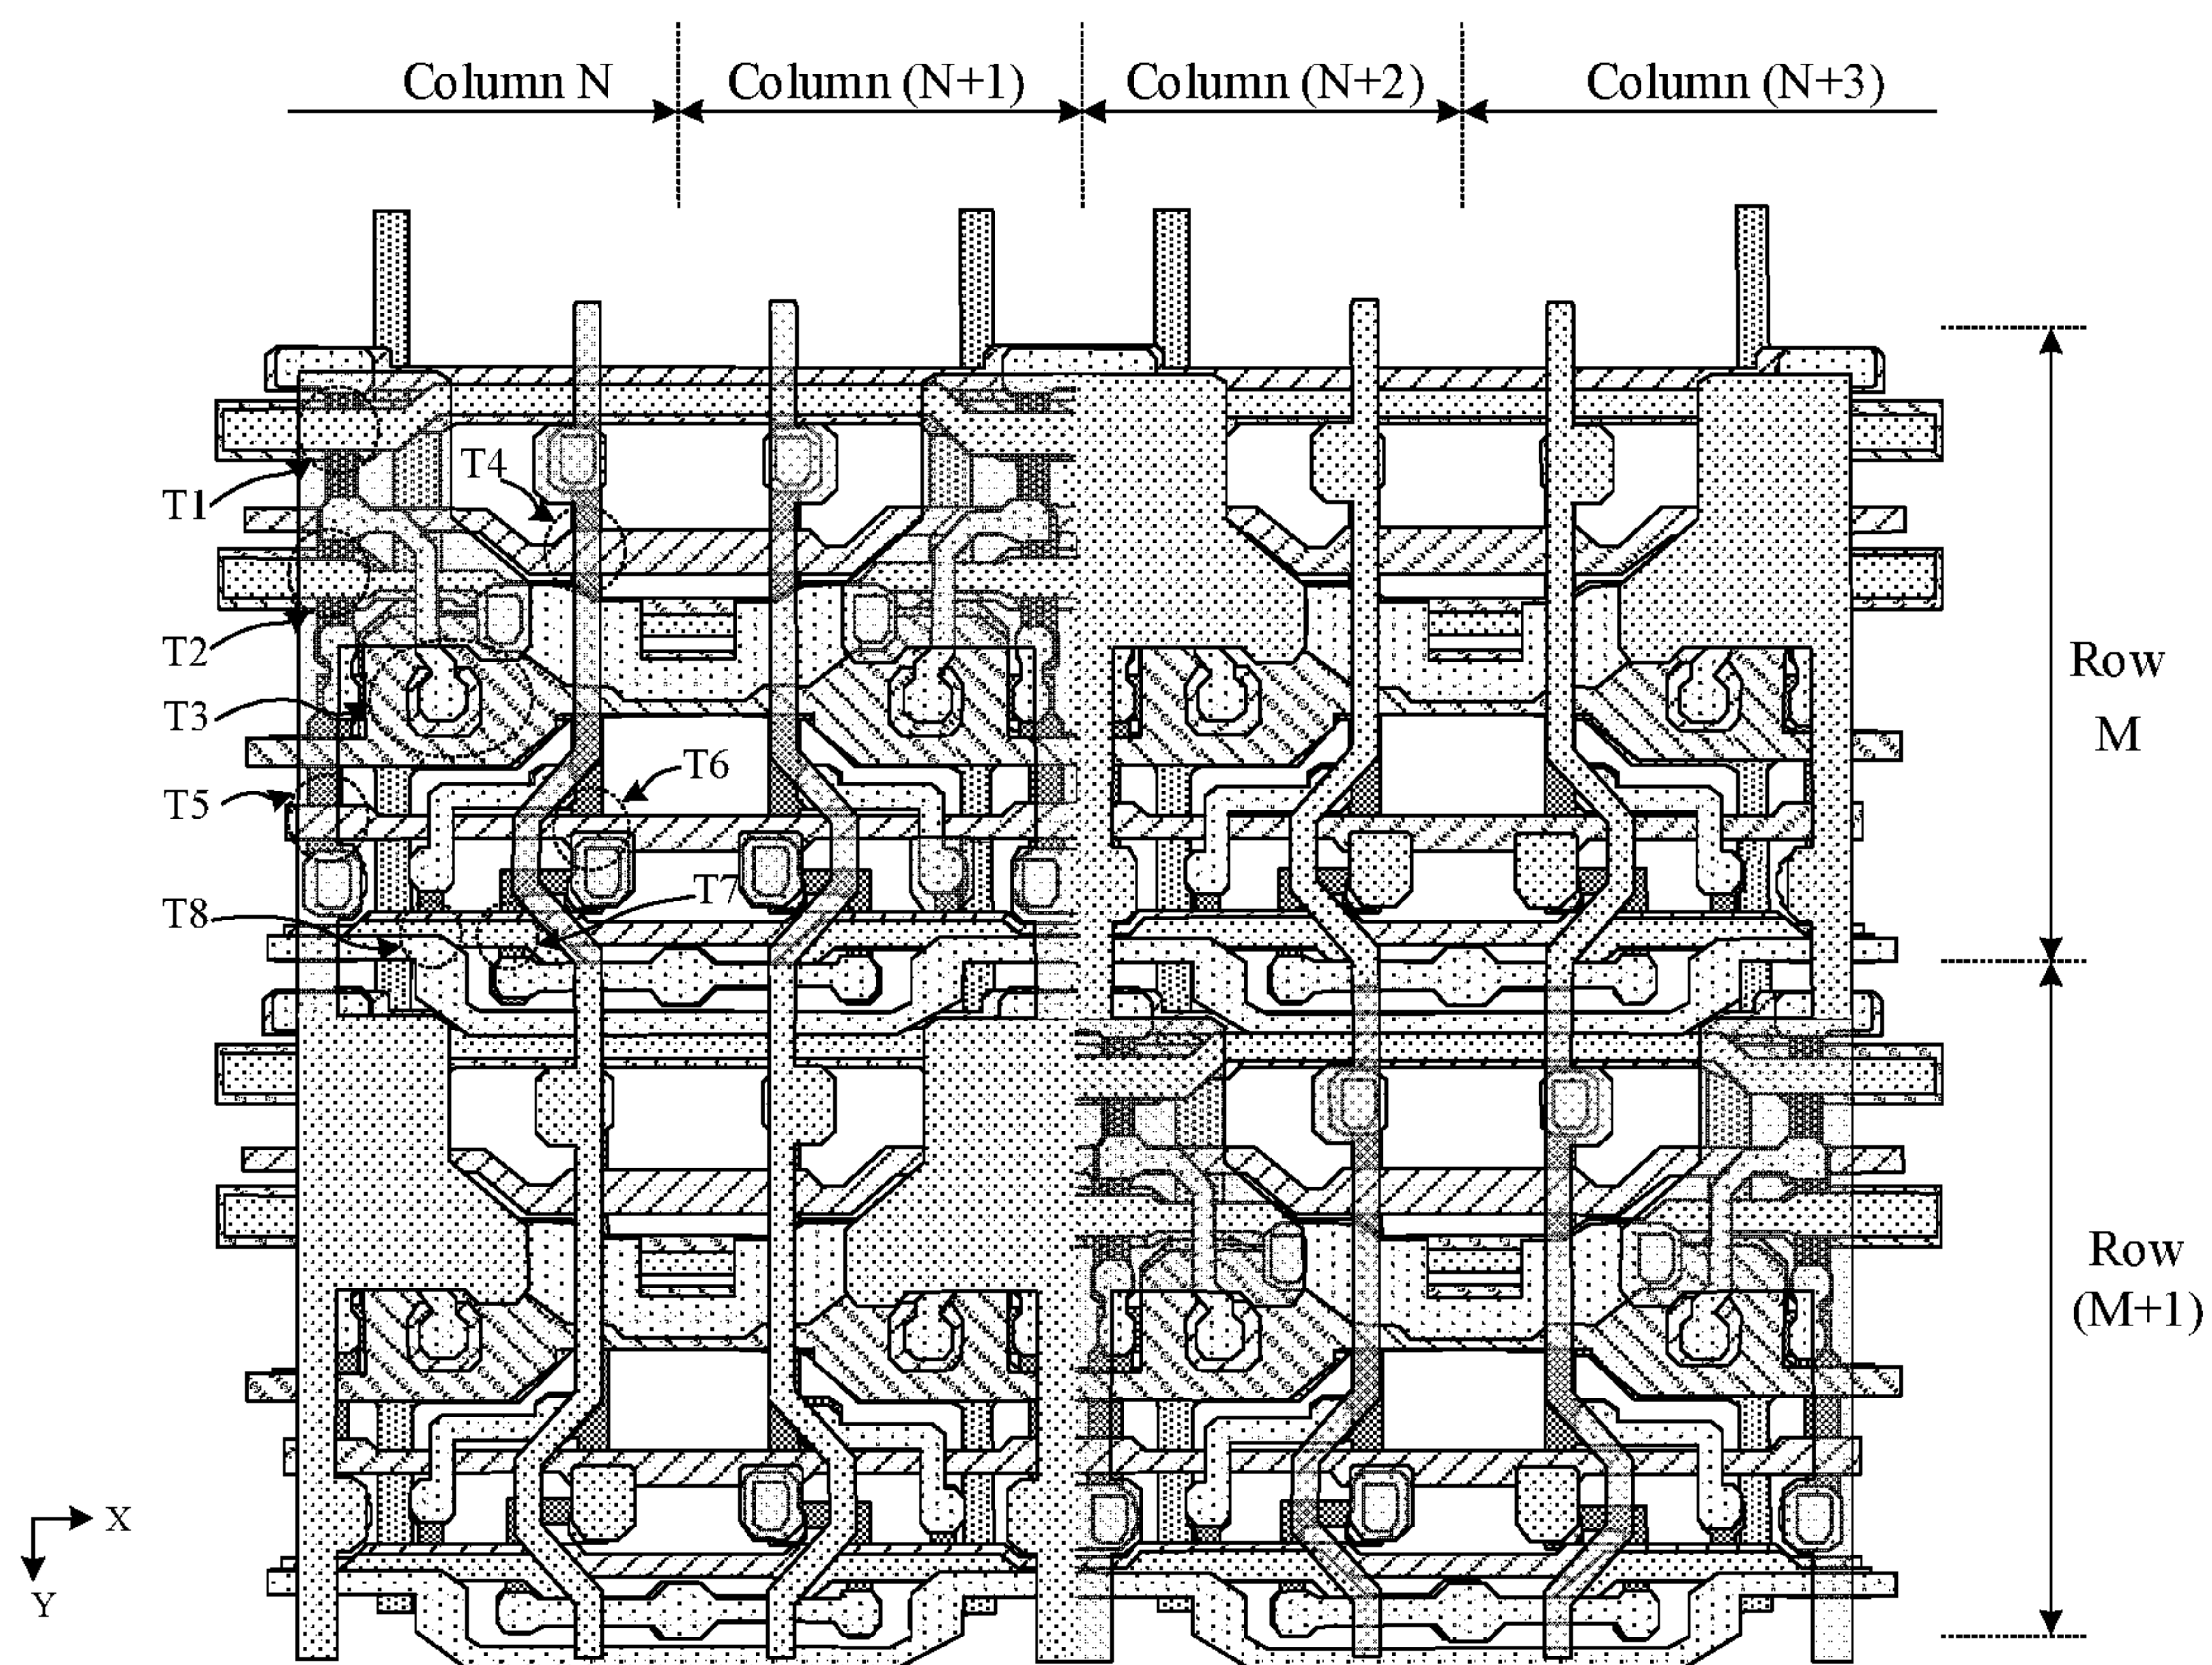 Column N
Column (N+1)
Column (N+2)
Column (N+3)
T4
T1
T2
T3
T6
T5
T7
T8
Row
M
Row
(M+1)
X
Y